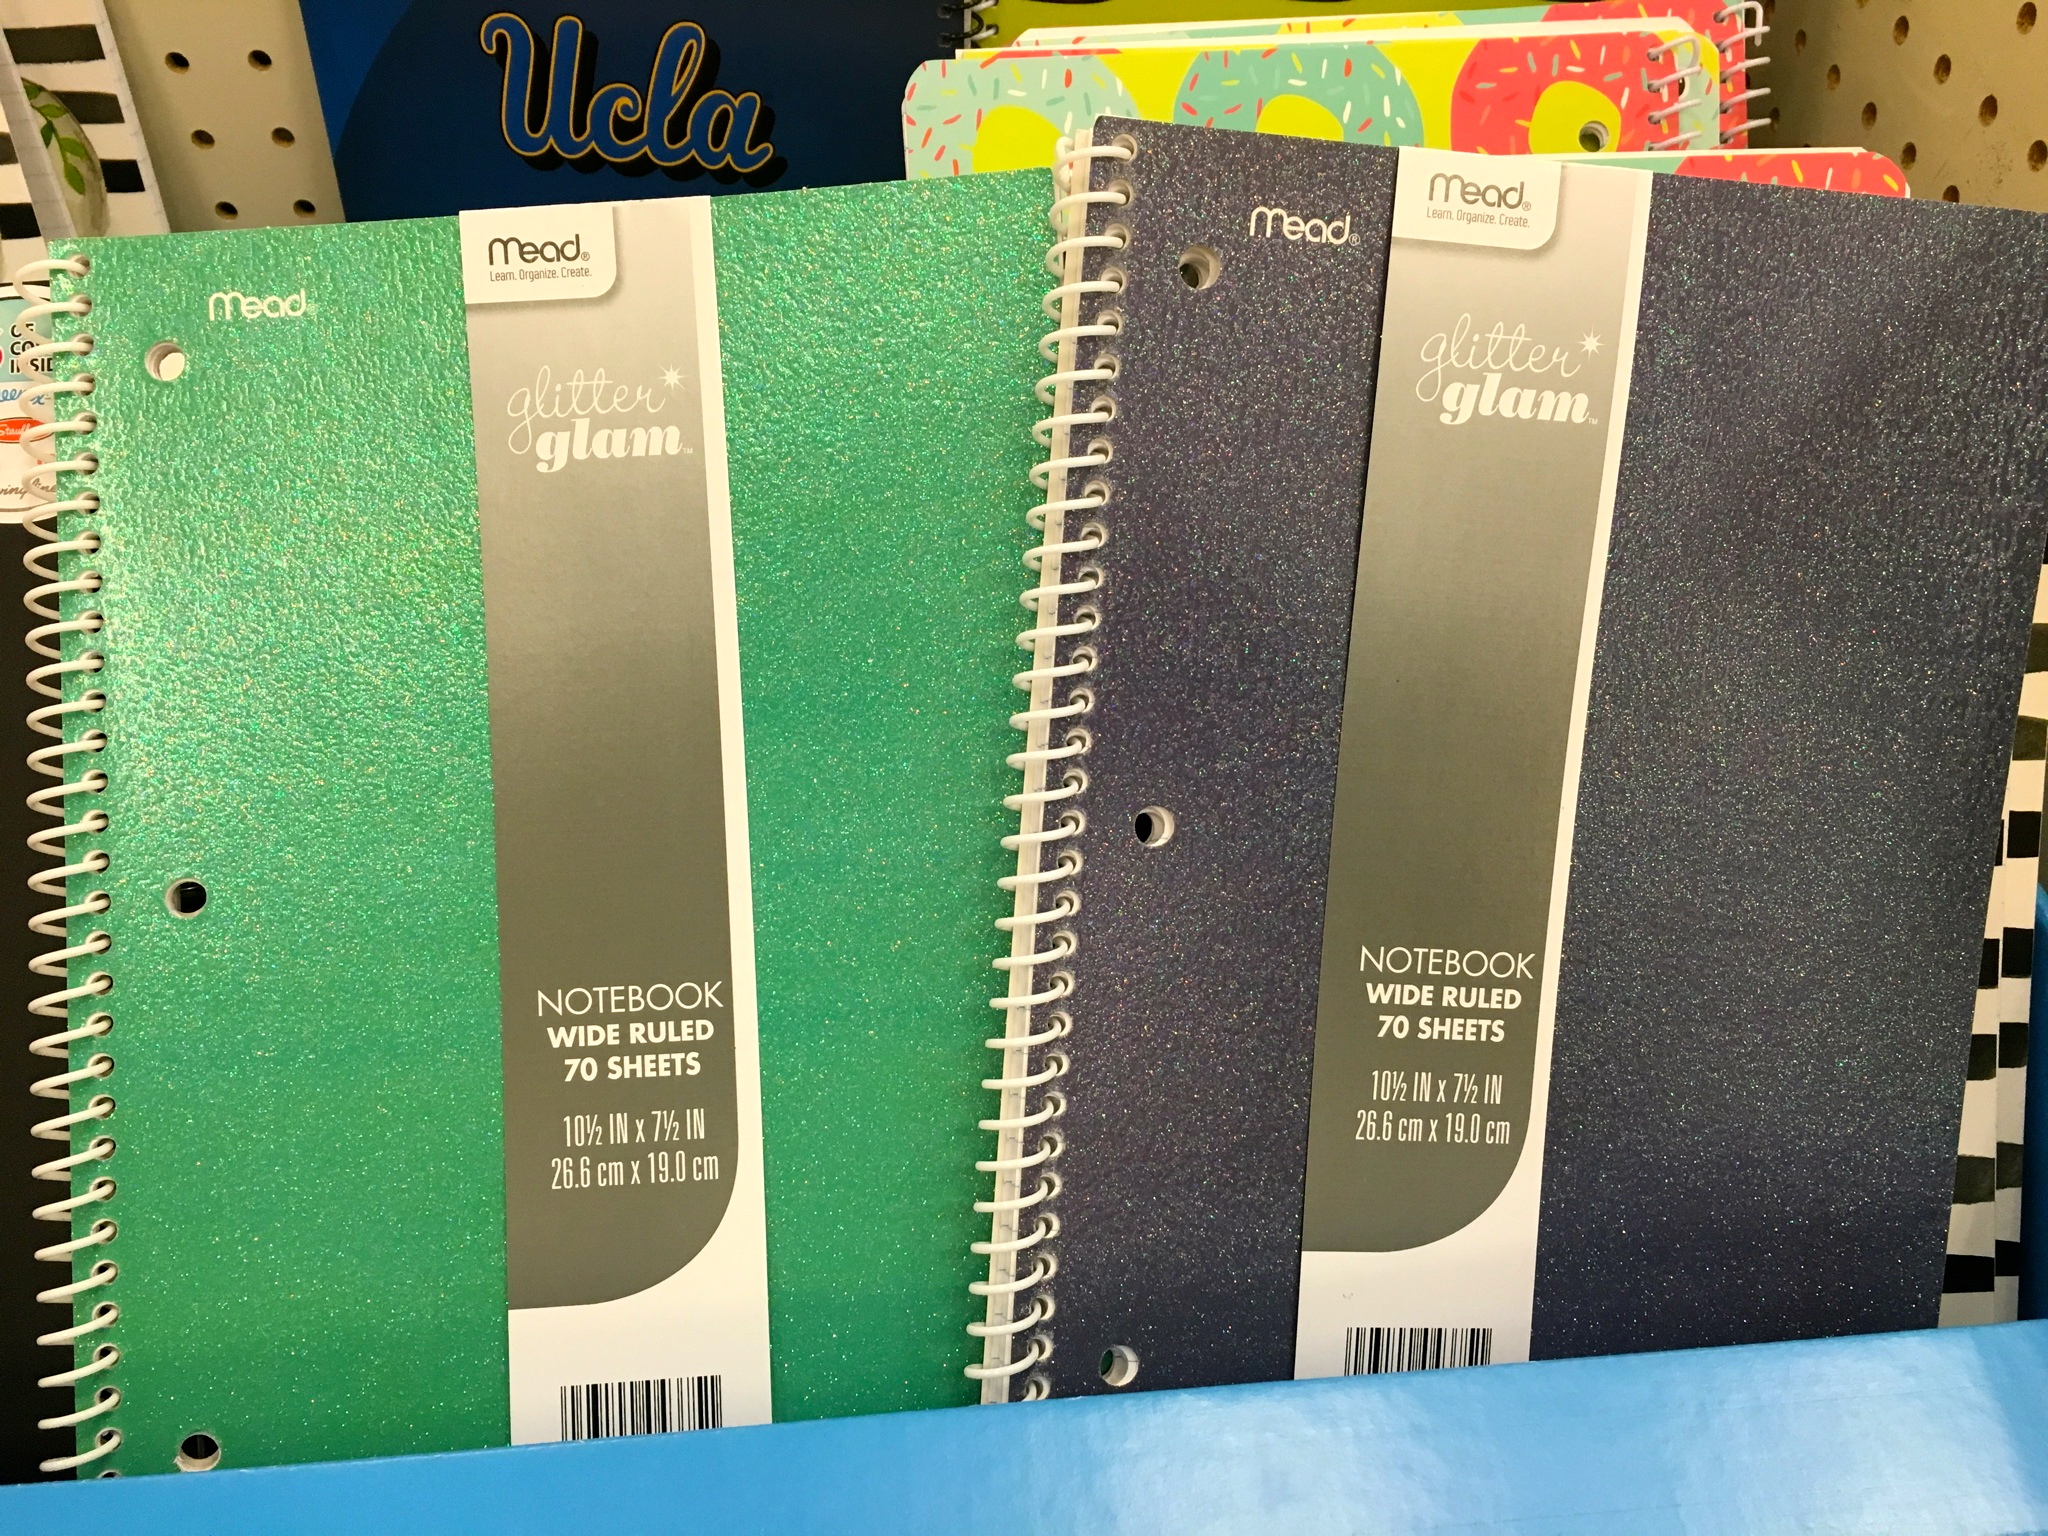 Ucla
Mead
Mead®
Learn. Organize. Create.
glitter
glam™
NOTEBOOK
WIDE RULED
70 SHEETS
10½ IN x 7½ IN
26.6 cm x 19.0 cm
Mead®
Mead®
Learn. Organize. Create.
glitter
glam™
NOTEBOOK
WIDE RULED
70 SHEETS
10½ IN x 7½ IN
26.6 cm x 19.0 cm